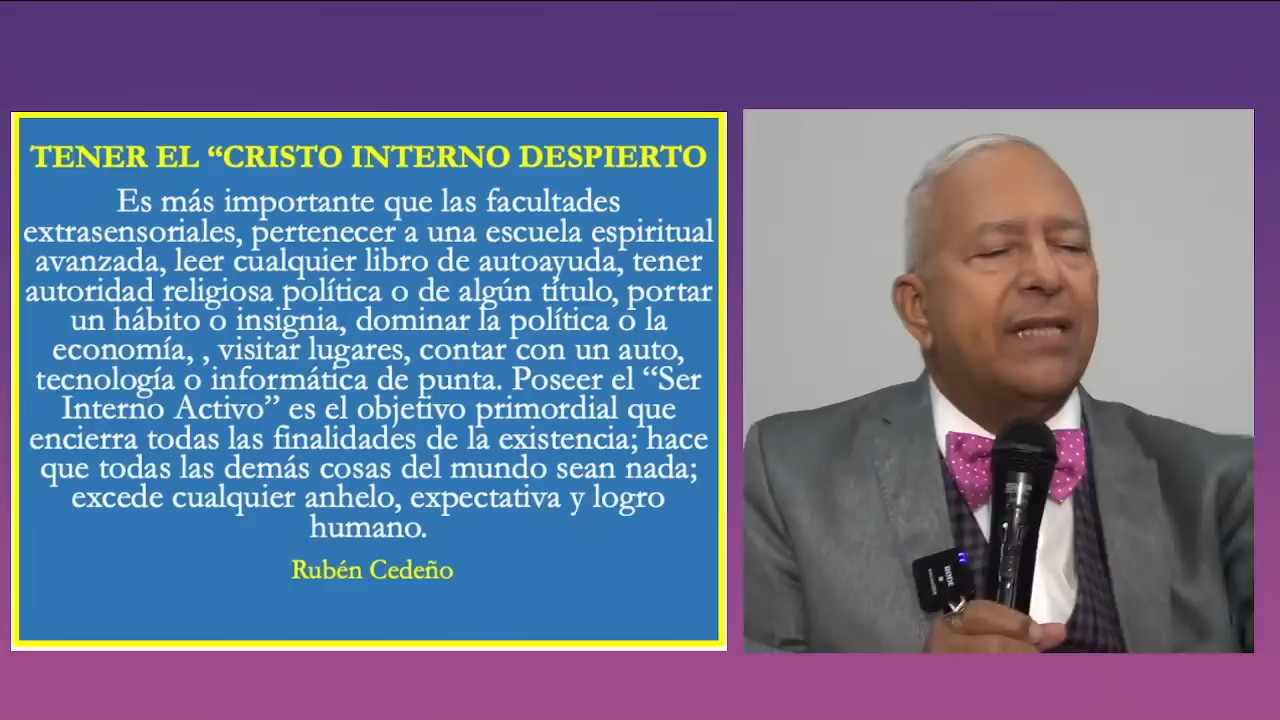 TENER EL “CRISTO INTERNO DESPIERTO
Es más importante que las facultades
extrasensoriales, pertenecer a una escuela espiritual
avanzada, leer cualquier libro de autoayuda, tener
autoridad religiosa política o de algún título, portar
un hábito o insignia, dominar la política o la
economía, , visitar lugares, contar con un auto,
tecnología o informática de punta. Poseer el “Ser
Interno Activo” es el objetivo primordial que
encierra todas las finalidades de la existencia; hace
que todas las demás cosas del mundo sean nada;
excede cualquier anhelo, expectativa y logro
humano.
Rubén Cedeño
RODE